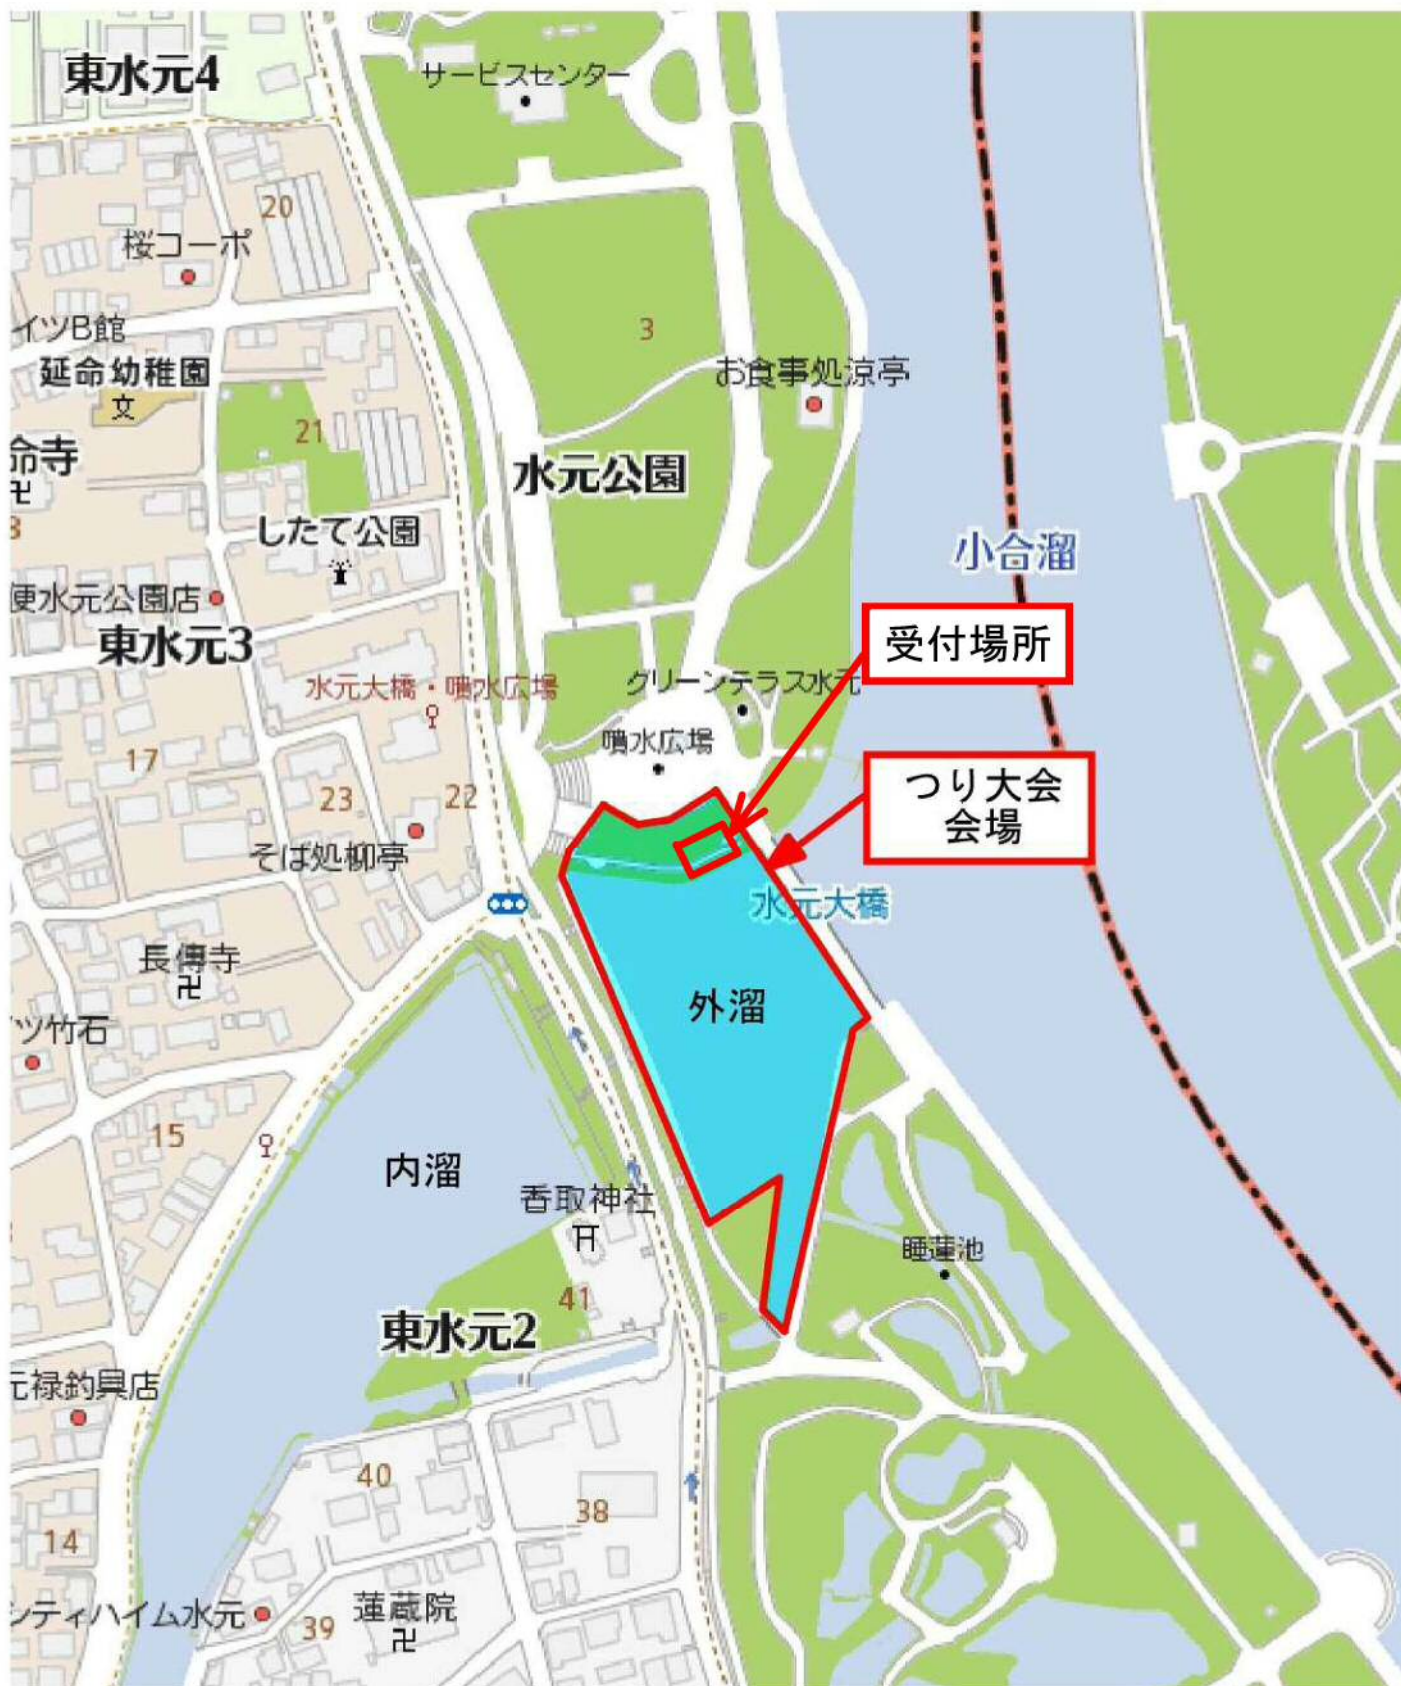 東水元4
サービスセンター
20
桜コーポ
イツB館
3
延命幼稚園
文
お食事処涼亭
21
命寺
水元公園
したて公園
小合溜
便水元公園店
受付場所
東水元3
水元大橋・噴水広場
グリーンテラス水元
噴水広場
17
23
22
つり大会
会場
そば処柳亭
水元大橋
長傳寺
外溜
ツ竹石
15
内溜
香取神社
睡蓮池
41
東水元2
元禄釣具店
40
38
14
シティハイム水元
39
蓮蔵院